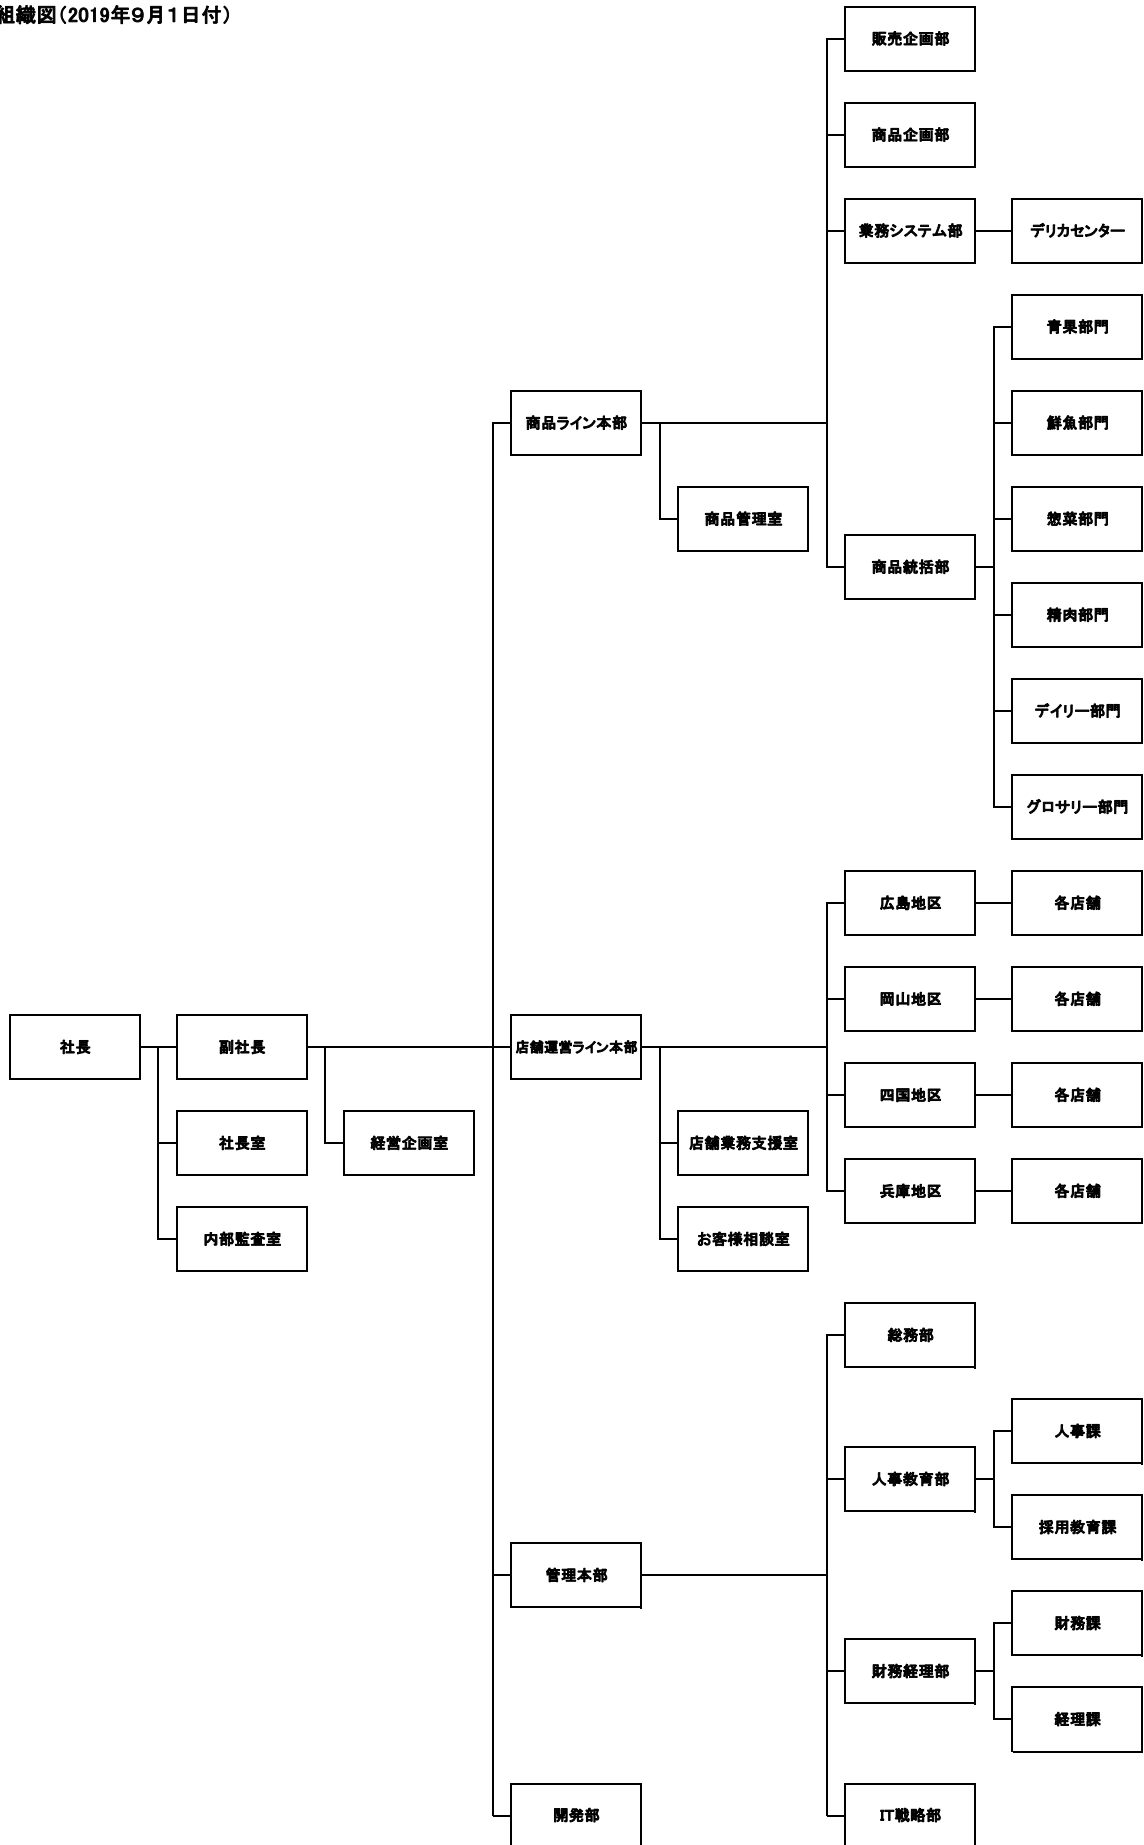 組織図（2019年９月１日付）
販売企画部
商品企画部
業務システム部
デリカセンター
青果部門
鮮魚部門
商品ライン本部
商品管理室
惣菜部門
商品統括部
精肉部門
デイリー部門
グロサリー部門
広島地区
各店舗
岡山地区
各店舗
社長
副社長
店舗運営ライン本部
四国地区
各店舗
社長室
経営企画室
店舗業務支援室
兵庫地区
各店舗
内部監査室
お客様相談室
総務部
人事課
人事教育部
採用教育課
管理本部
財務課
財務経理部
経理課
開発部
IT戦略部